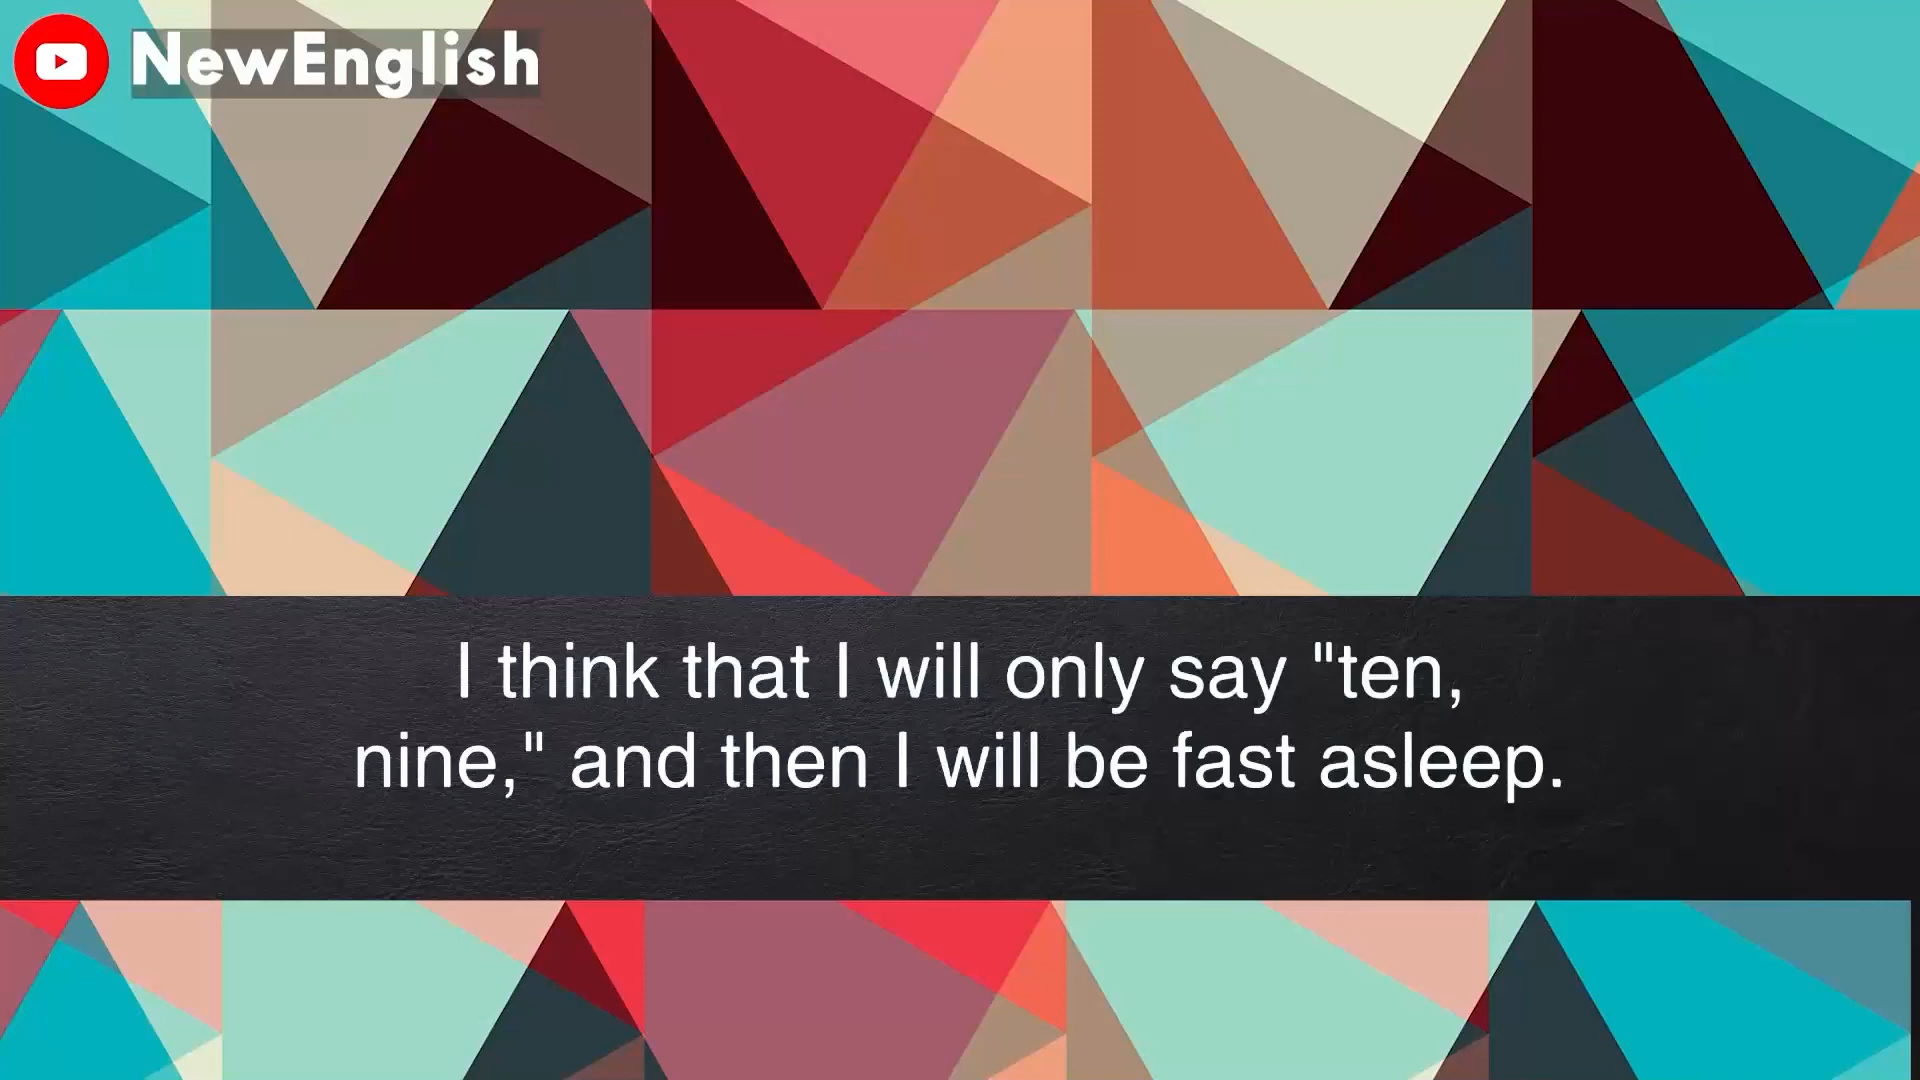 NewEnglish
I think that I will only say "ten,
nine," and then I will be fast asleep.